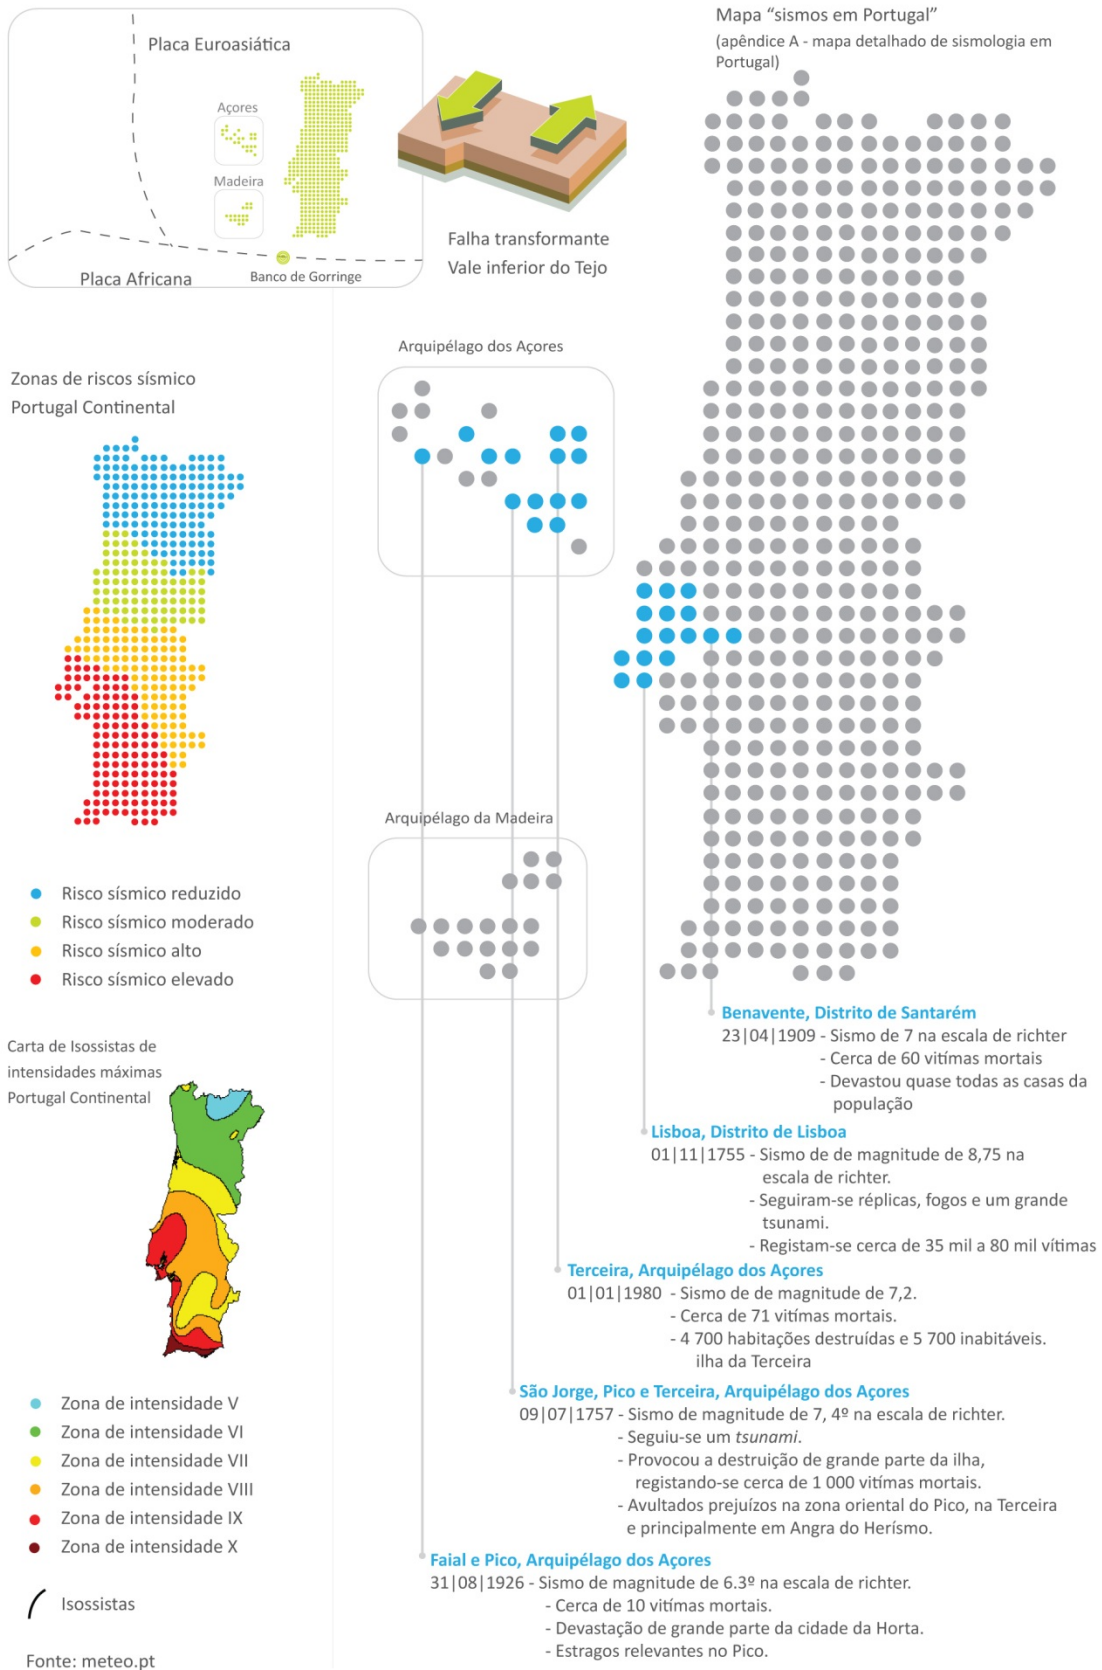 Placa Euroasiática
Açores
Madeira
Placa Africana
Banco de Gorringe
Falha transformante
Vale inferior do Tejo
Mapa “sismos em Portugal”
(apêndice A - mapa detalhado de sismologia em
Portugal)
Zonas de riscos sísmico
Portugal Continental
Risco sísmico reduzido
Risco sísmico moderado
Risco sísmico alto
Risco sísmico elevado
Arquipélago dos Açores
Arquipélago da Madeira
Carta de Isossistas de
intensidades máximas
Portugal Continental
Zona de intensidade V
Zona de intensidade VI
Zona de intensidade VII
Zona de intensidade VIII
Zona de intensidade IX
Zona de intensidade X
Isossistas
Fonte: meteo.pt
Benavente, Distrito de Santarém
23|04|1909 - Sismo de 7 na escala de richter
- Cerca de 60 vitímas mortais
- Devastou quase todas as casas da
população
Lisboa, Distrito de Lisboa
01|11|1755 - Sismo de de magnitude de 8,75 na
escala de richter.
- Seguiram-se réplicas, fogos e um grande
tsunami.
- Registam-se cerca de 35 mil a 80 mil vítimas
Terceira, Arquipélago dos Açores
01|01|1980 - Sismo de de magnitude de 7,2.
- Cerca de 71 vitímas mortais.
- 4 700 habitações destruídas e 5 700 inabitáveis.
ilha da Terceira
São Jorge, Pico e Terceira, Arquipélago dos Açores
09|07|1757 - Sismo de magnitude de 7, 4º na escala de richter.
- Seguiu-se um tsunami.
- Provocou a destruição de grande parte da ilha,
registando-se cerca de 1 000 vitímas mortais.
- Avultados prejuízos na zona oriental do Pico, na Terceira
e principalmente em Angra do Herísmo.
Faial e Pico, Arquipélago dos Açores
31|08|1926 - Sismo de magnitude de 6.3º na escala de richter.
- Cerca de 10 vitímas mortais.
- Devastação de grande parte da cidade da Horta.
- Estragos relevantes no Pico.